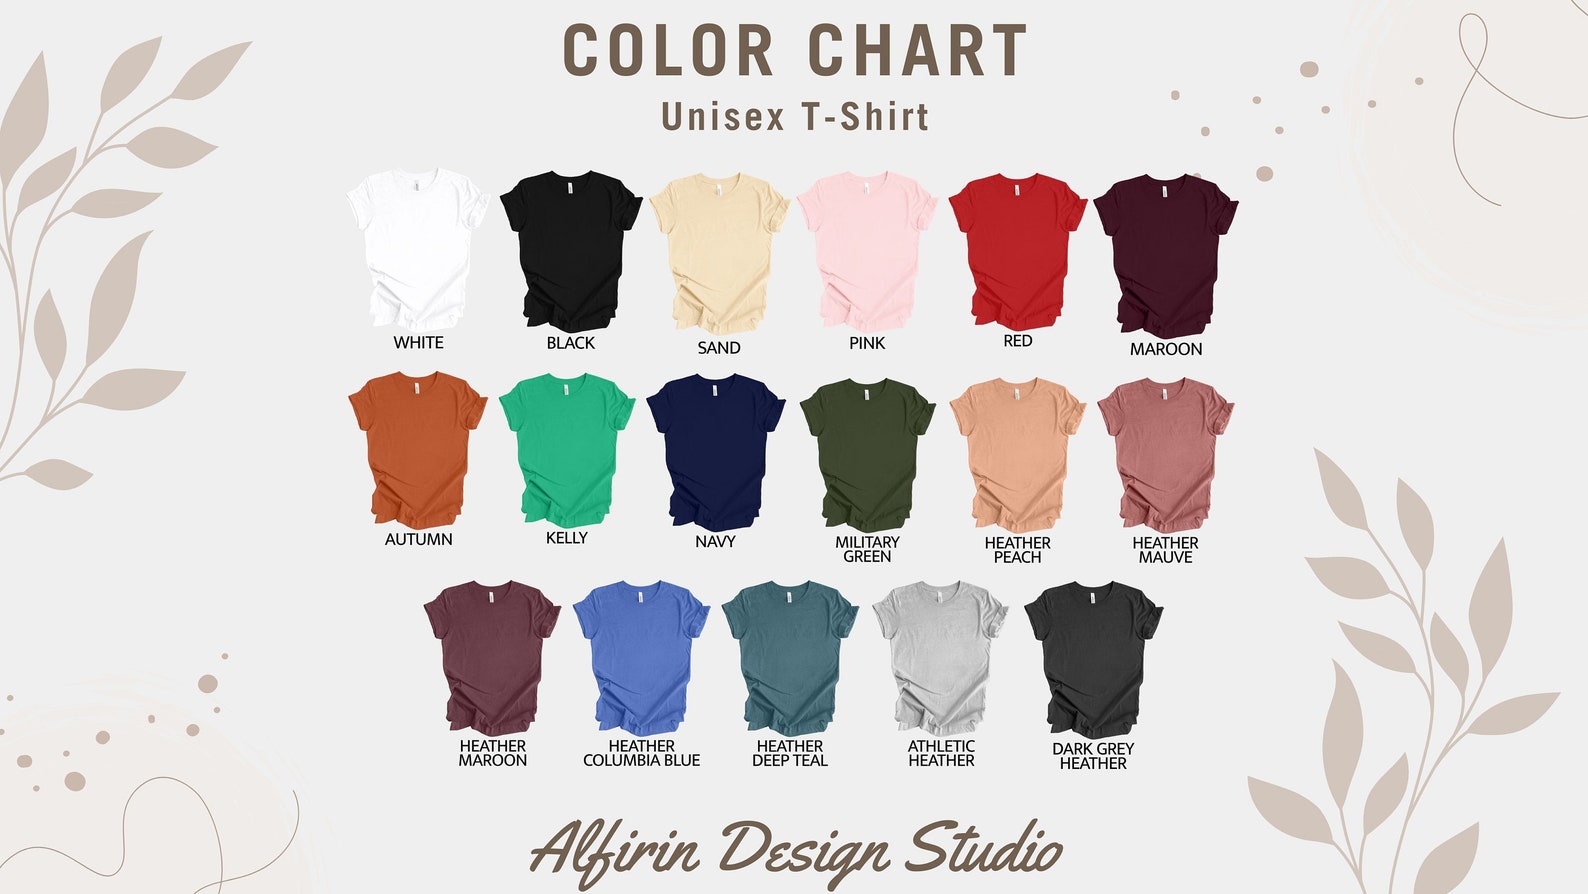 COLOR CHART
Unisex T-Shirt
WHITE
BLACK
SAND
PINK
RED
MAROON
AUTUMN
KELLY
NAVY
MILITARY
GREEN
HEATHER
PEACH
HEATHER
MAUVE
HEATHER
MAROON
HEATHER
COLUMBIA BLUE
HEATHER
DEEP TEAL
ATHLETIC
HEATHER
DARK GREY
HEATHER
Alfirin Design Studio